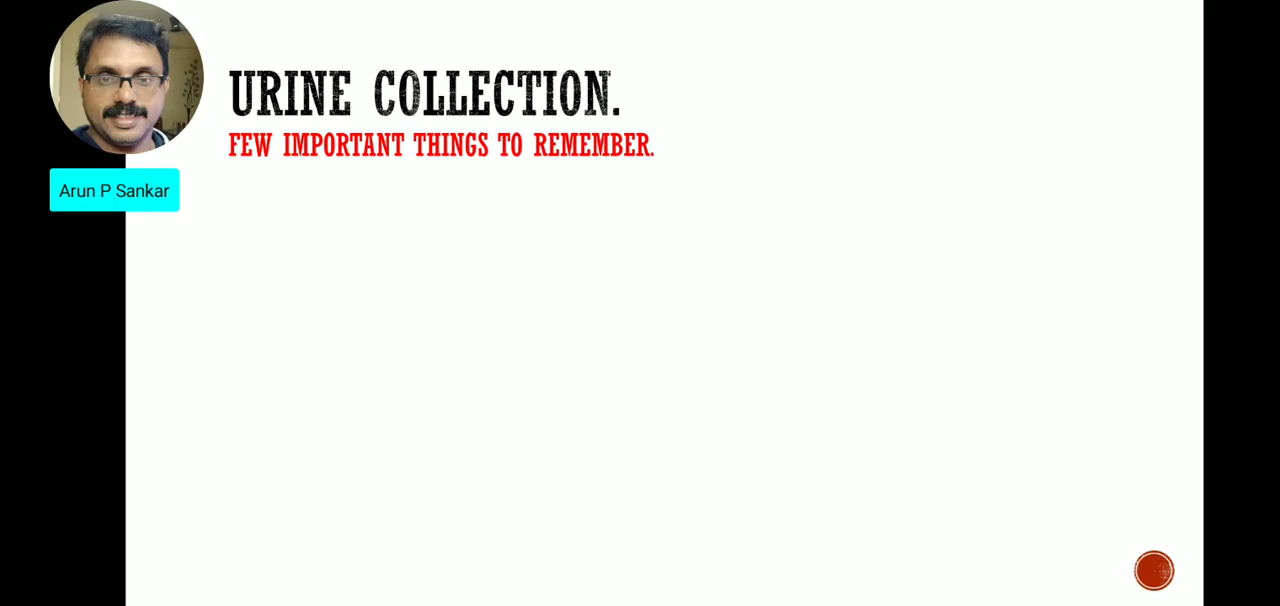 URINE COLLECTION.
FEW IMPORTANT THINGS TO REMEMBER.
Arun P Sankar